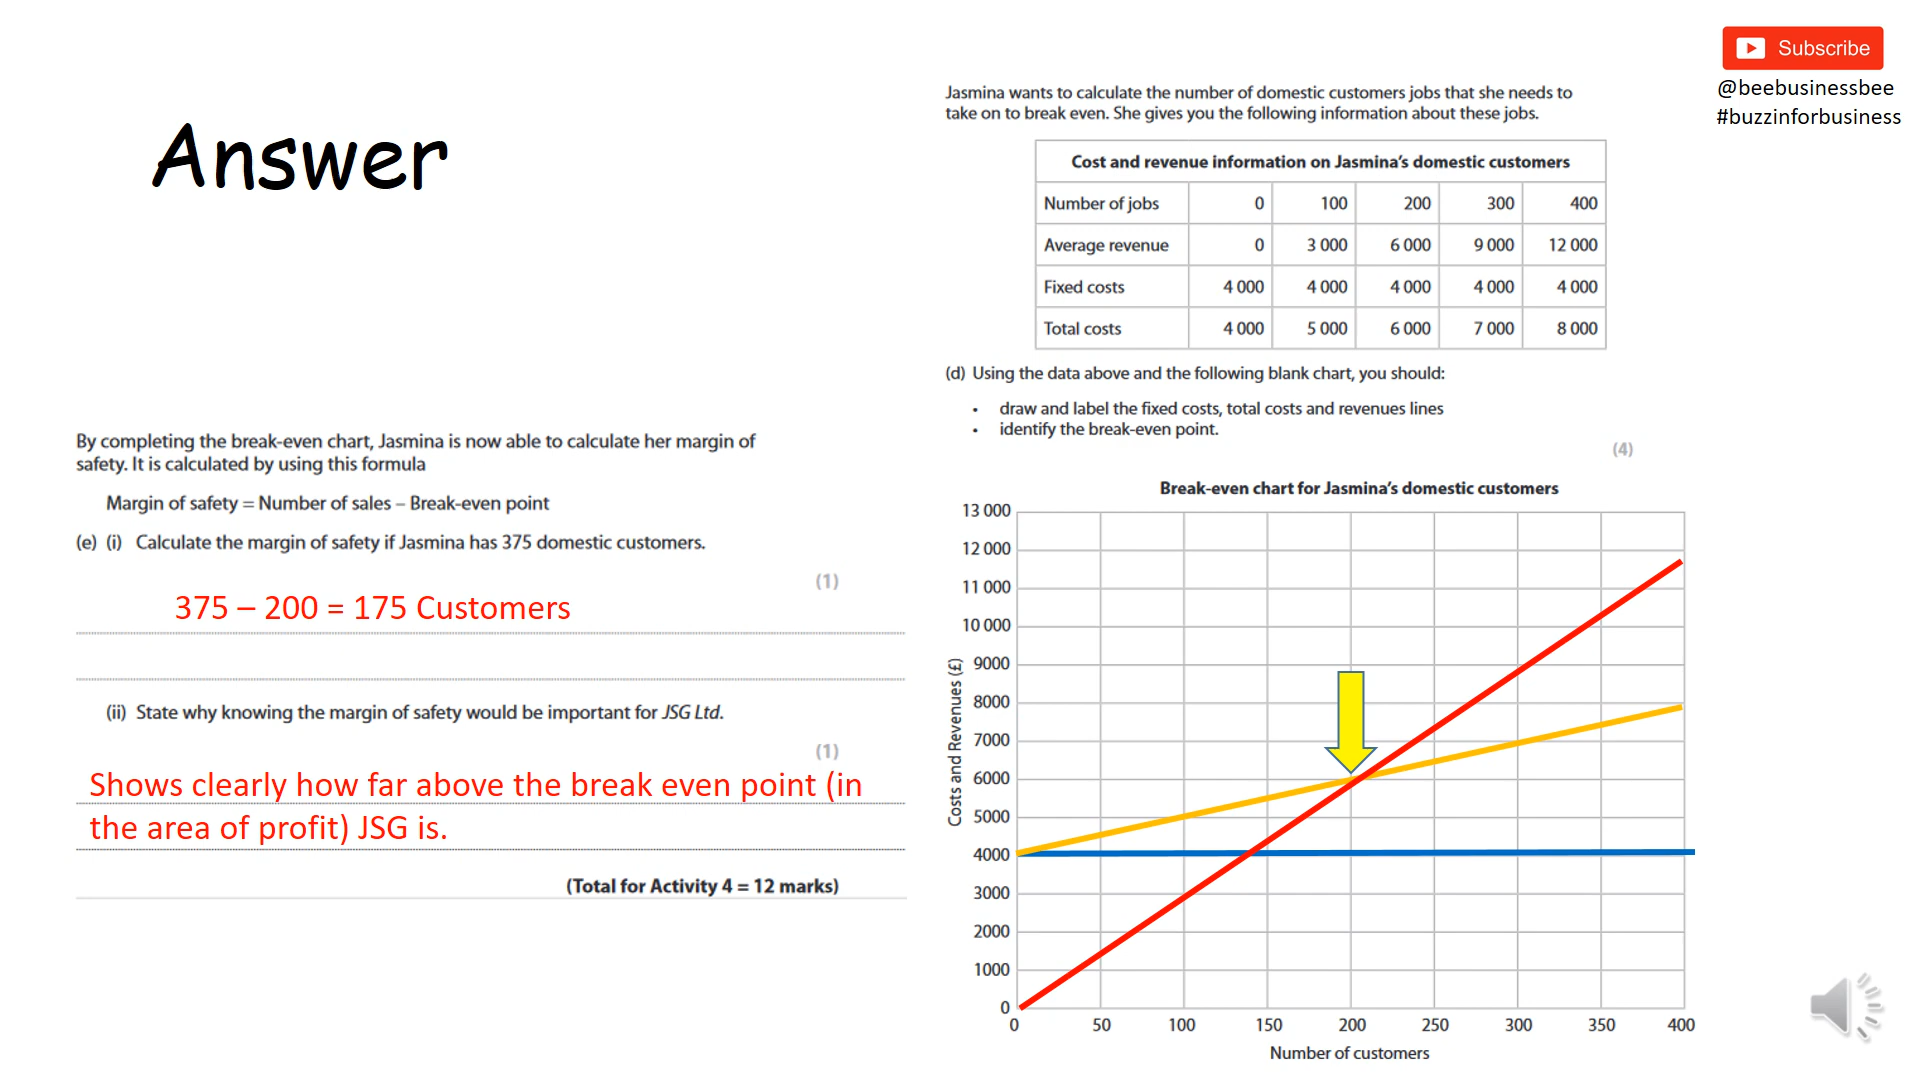 Answer
By completing the break-even chart, Jasmina is now able to calculate her margin of
safety. It is calculated by using this formula
Margin of safety = Number of sales – Break-even point
(e) (i) Calculate the margin of safety if Jasmina has 375 domestic customers.
(1)
375 – 200 = 175 Customers
(ii) State why knowing the margin of safety would be important for JSG Ltd.
(1)
Shows clearly how far above the break even point (in
the area of profit) JSG is.
(Total for Activity 4 = 12 marks)
Jasmina wants to calculate the number of domestic customers jobs that she needs to
take on to break even. She gives you the following information about these jobs.
Cost and revenue information on Jasmina's domestic customers
Number of jobs 0 100 200 300 400
Average revenue 0 3 000 6 000 9 000 12 000
Fixed costs 4 000 4 000 4 000 4 000 4 000
Total costs 4 000 5 000 6 000 7 000 8 000
(d) Using the data above and the following blank chart, you should:
• draw and label the fixed costs, total costs and revenues lines
• identify the break-even point.
(4)
Break-even chart for Jasmina's domestic customers
Costs and Revenues (£)
13 000
12 000
11 000
10 000
9000
8000
7000
6000
5000
4000
3000
2000
1000
0
0 50 100 150 200 250 300 350 400
Number of customers
Subscribe
@beebusinessbee
#buzzinforbusiness